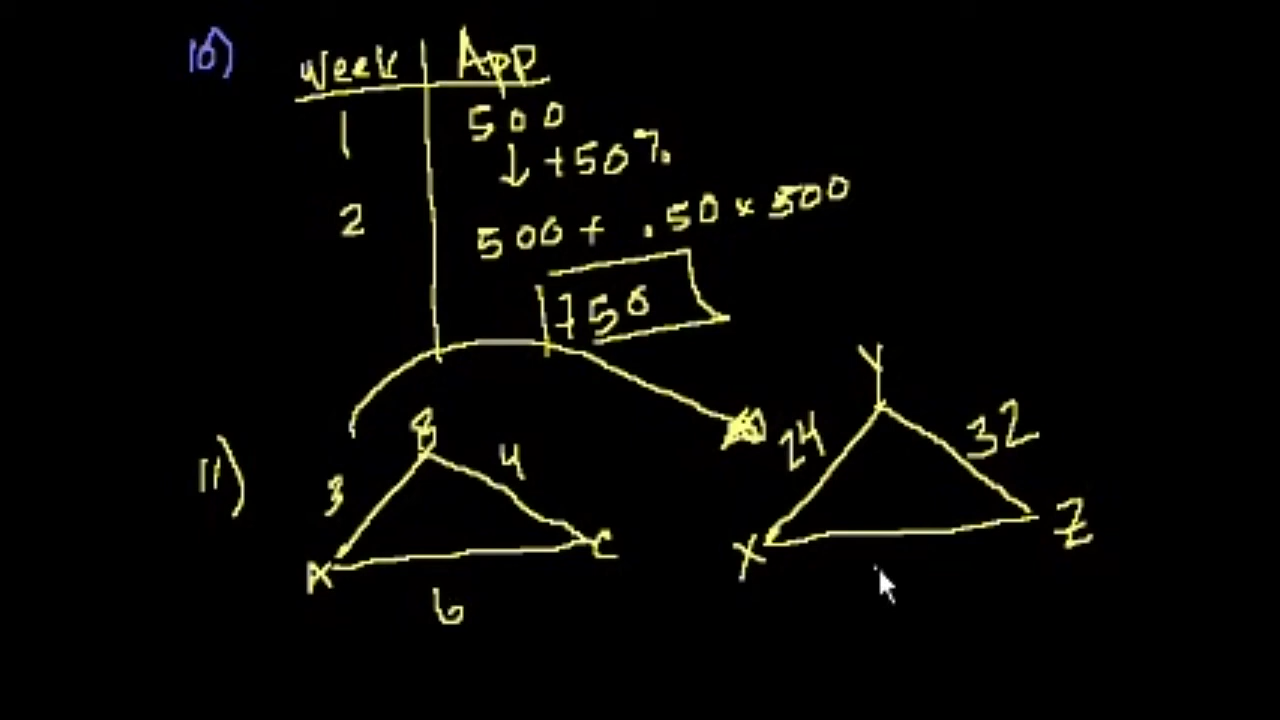 10) Week App
1 500
↓ +50%
2 500 + .50 × 500
750
11) B Y
3 4 24 32
A C X Z
6